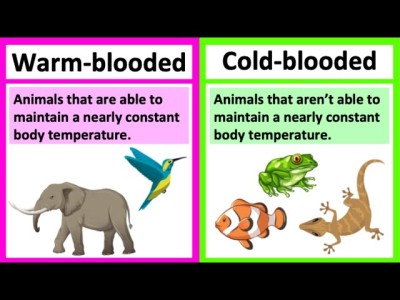 Warm-blooded
Animals that are able to
maintain a nearly constant
body temperature.
Cold-blooded
Animals that aren't able to
maintain a nearly constant
body temperature.